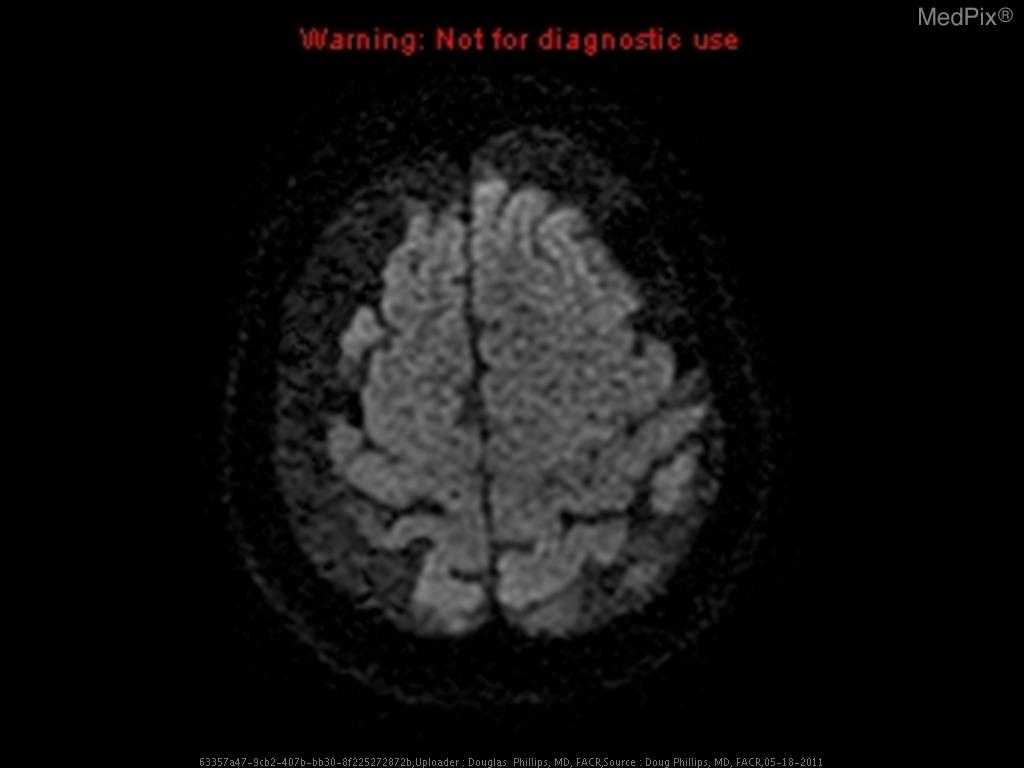 MedPix®
Warning: Not for diagnostic use
63357a47-9cb2-407b-bb30-8f225272872b,Uploader : Douglas Phillips, MD, FACR,Source : Doug Phillips, MD, FACR,05-18-2011